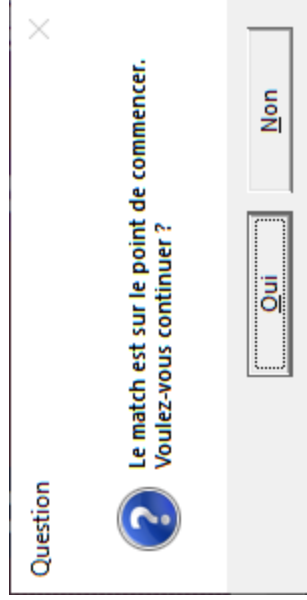 Question
Le match est sur le point de commencer.
Voulez-vous continuer ?
Oui
Non